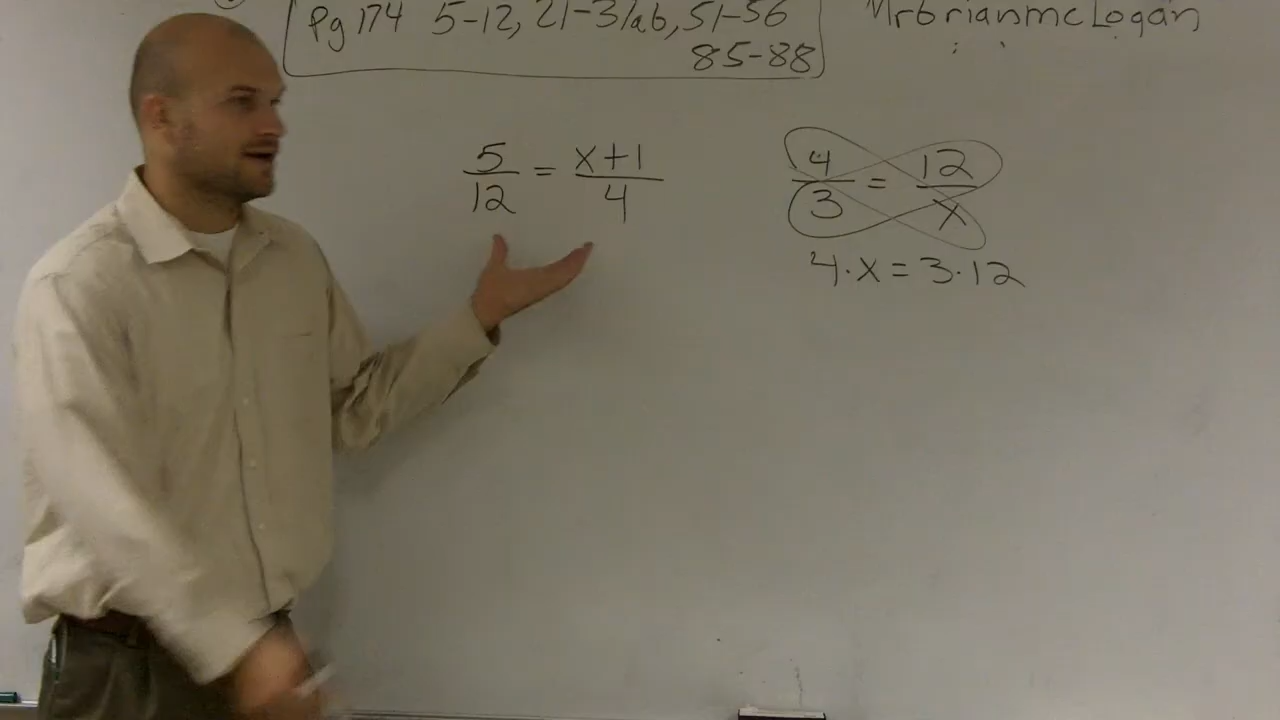 Pg 174 5-12, 21-31ab, 51-56
85-88
Mrbrianmclogan
5/12 = x+1/4
4/3 = 12/x
4·x = 3·12